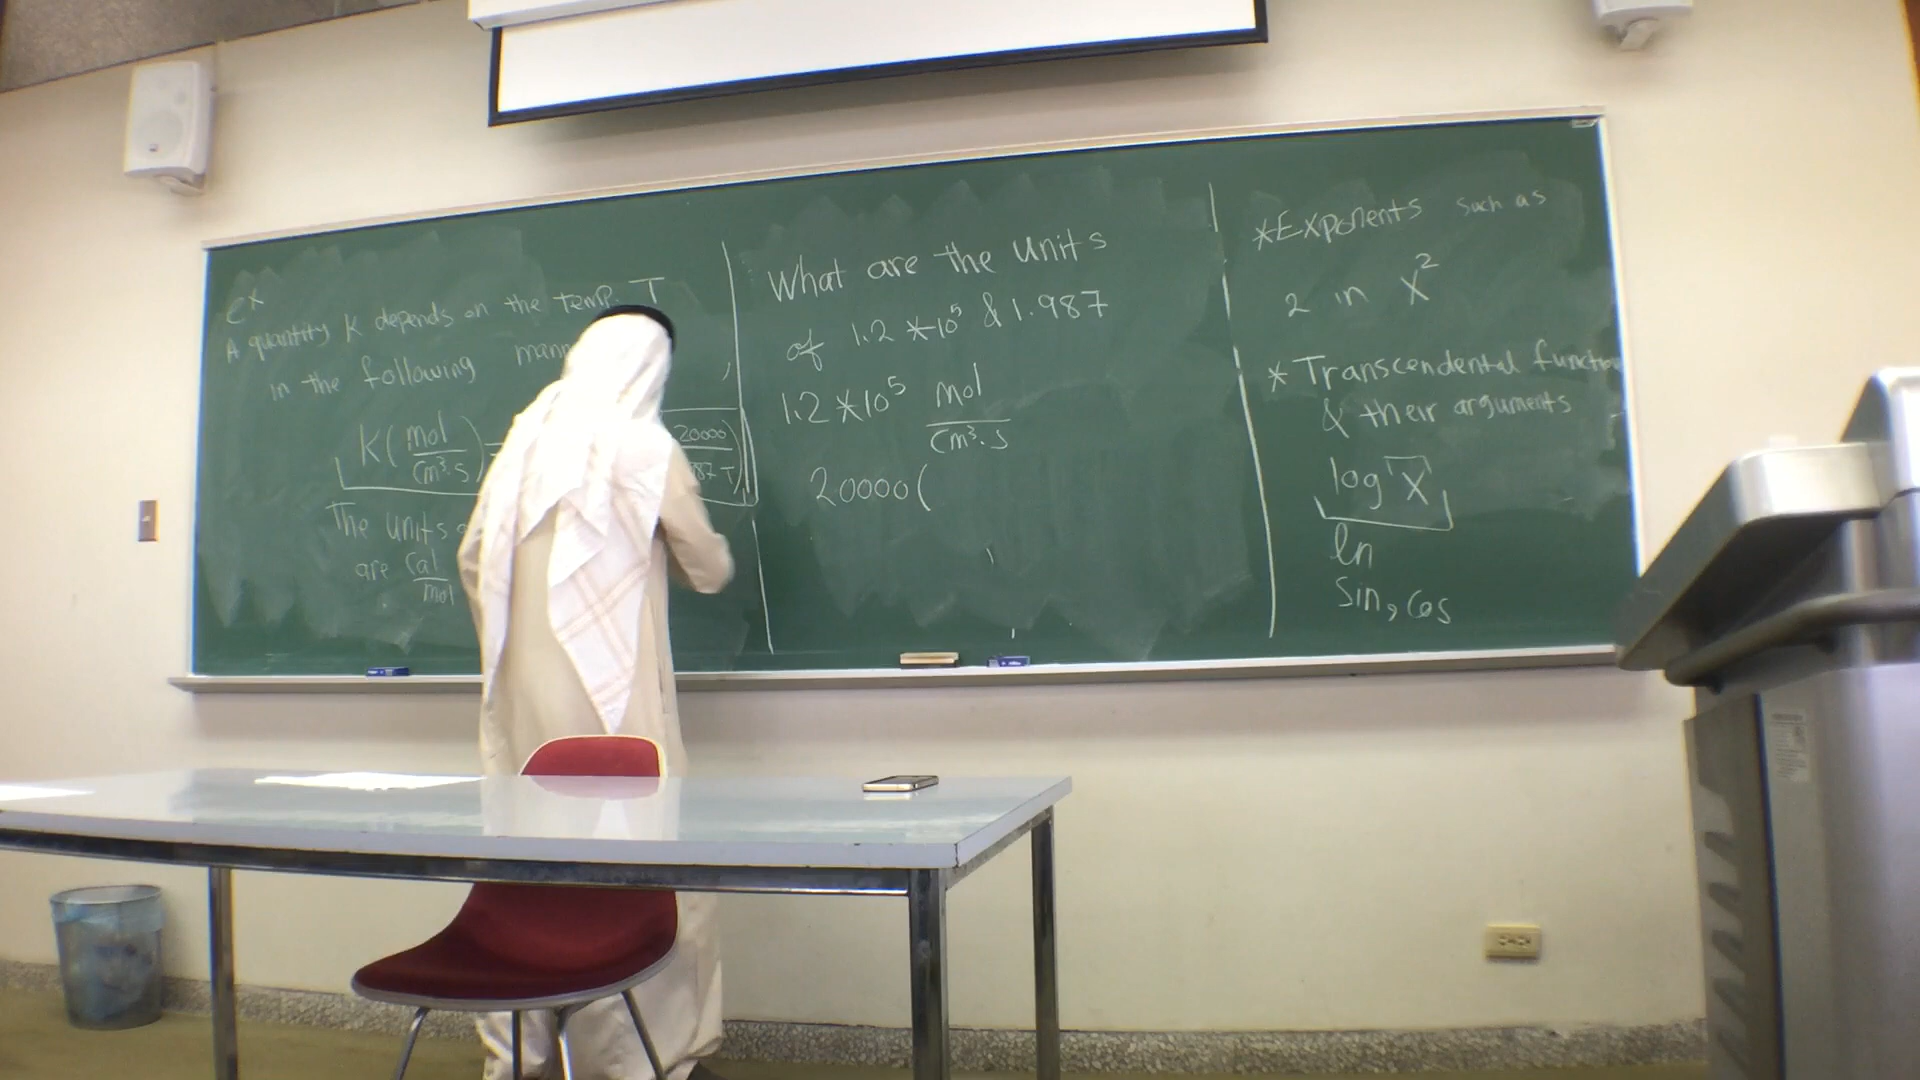 ex
A quantity K depends on the temp. T
in the following
K(mol/cm³.s)
20000
87 T)
The units
are Cal/mol
What are the units
of 1.2 *10⁵ & 1.987
1.2 *10⁵ mol/cm³.s
20000(
*Exponents such as
2 in X²
* Transcendental
& their arguments
log X
ln
sin, cos